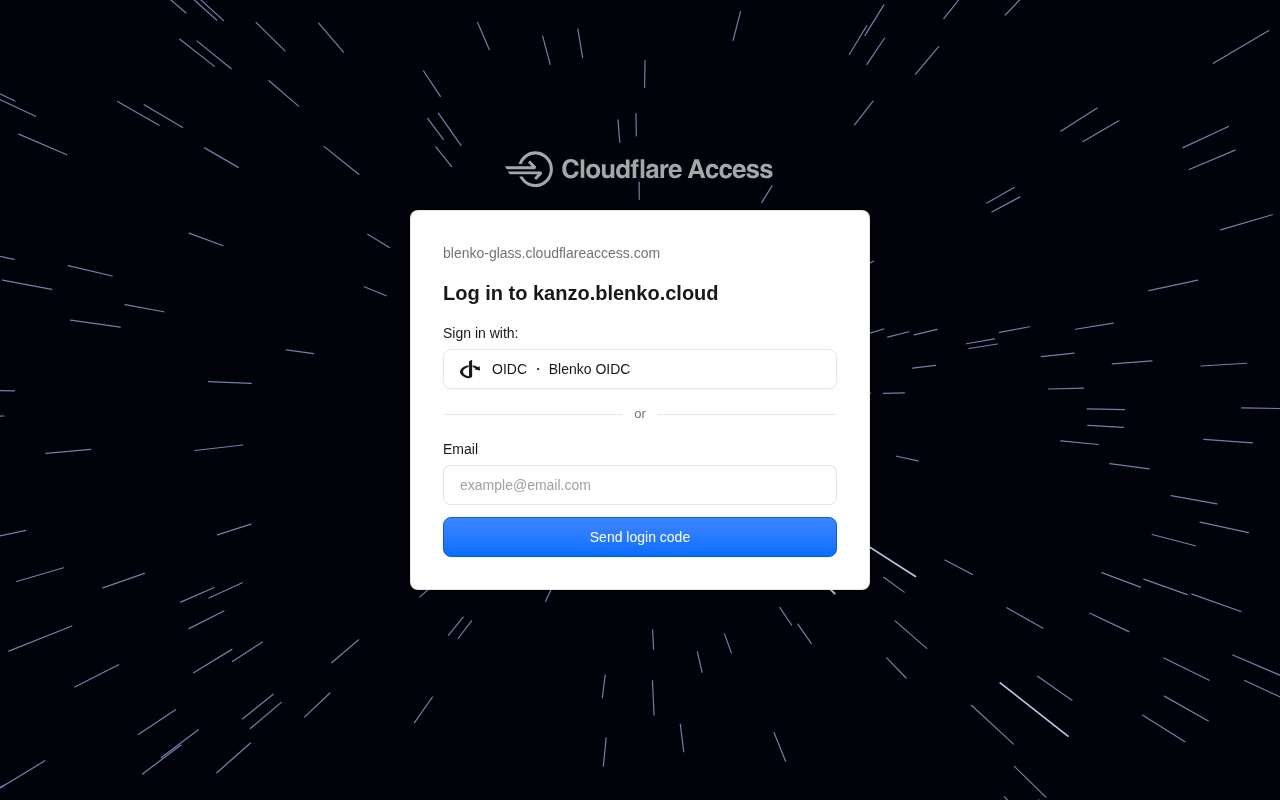 Cloudflare Access
blenko-glass.cloudflareaccess.com
Log in to kanzo.blenko.cloud
Sign in with:
OIDC · Blenko OIDC
or
Email
example@email.com
Send login code